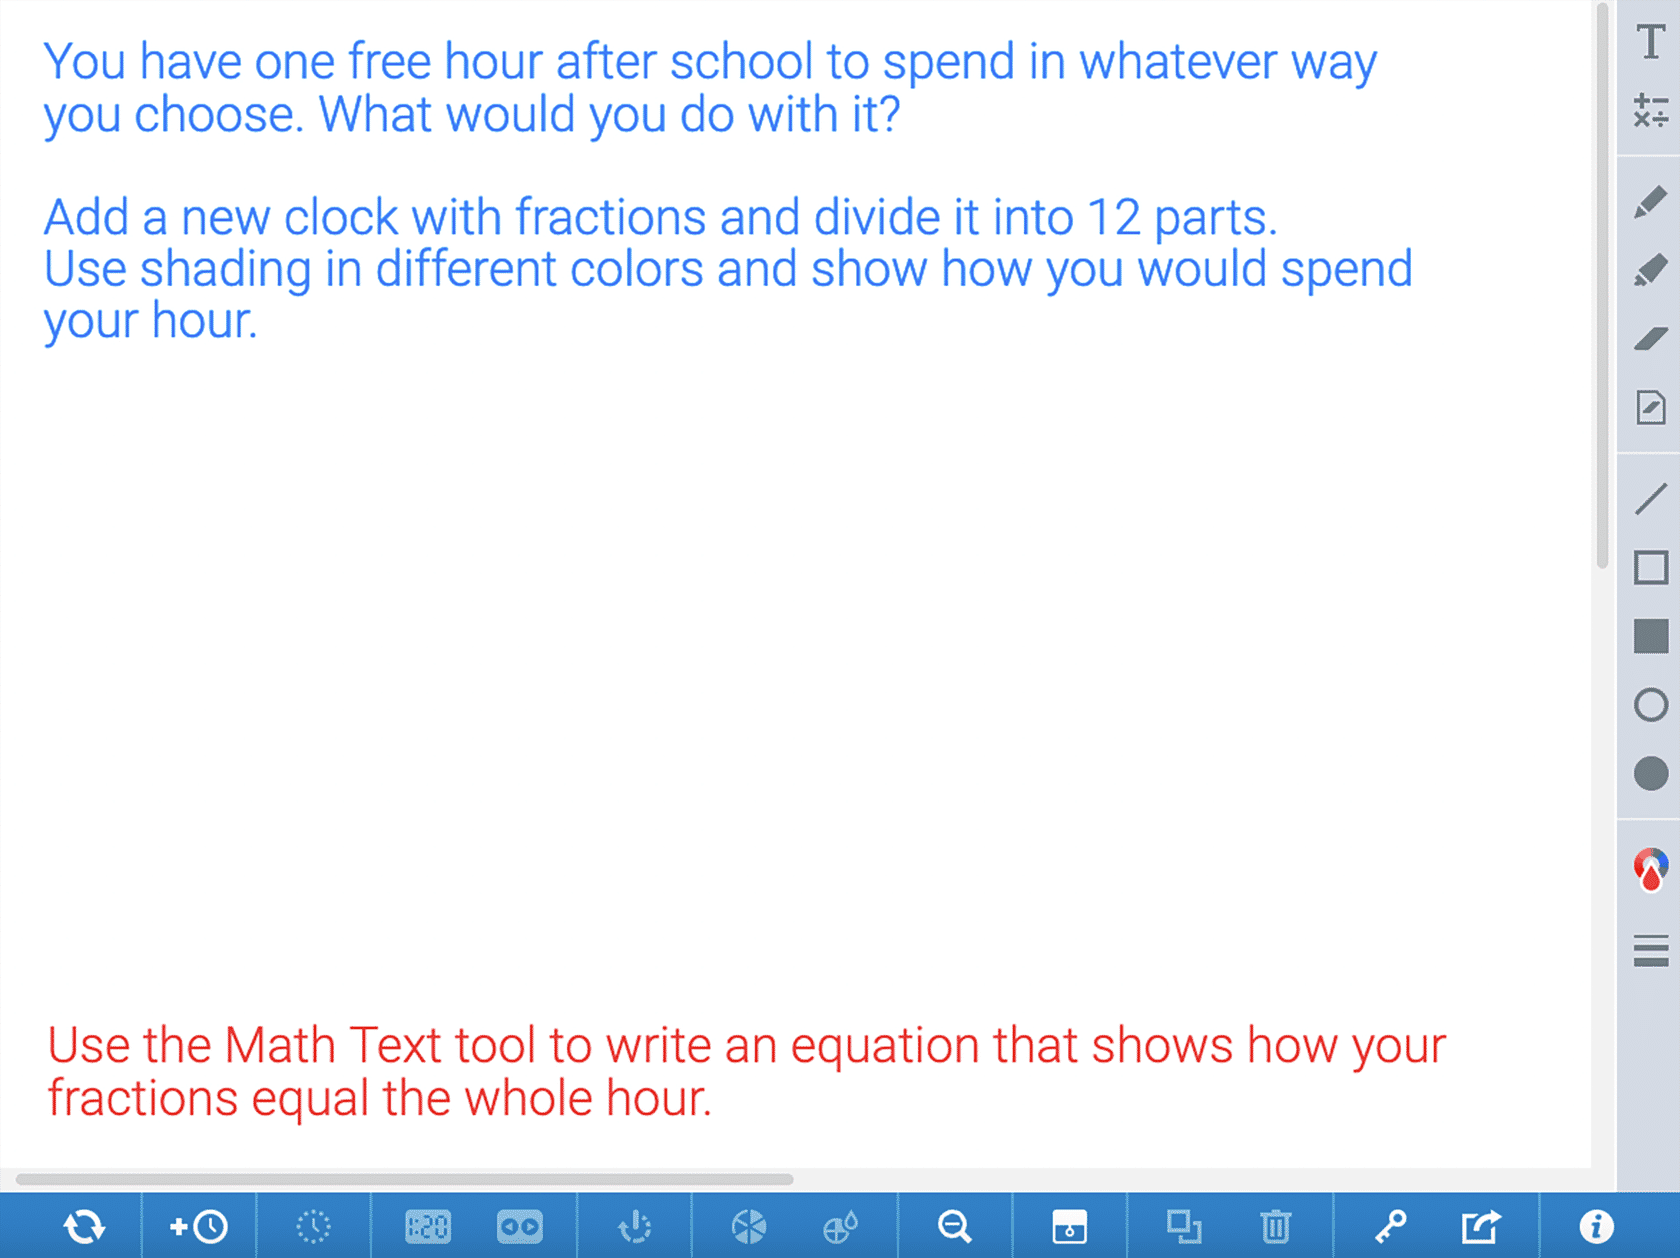 You have one free hour after school to spend in whatever way
you choose. What would you do with it?
Add a new clock with fractions and divide it into 12 parts.
Use shading in different colors and show how you would spend
your hour.
Use the Math Text tool to write an equation that shows how your
fractions equal the whole hour.
T
1:20